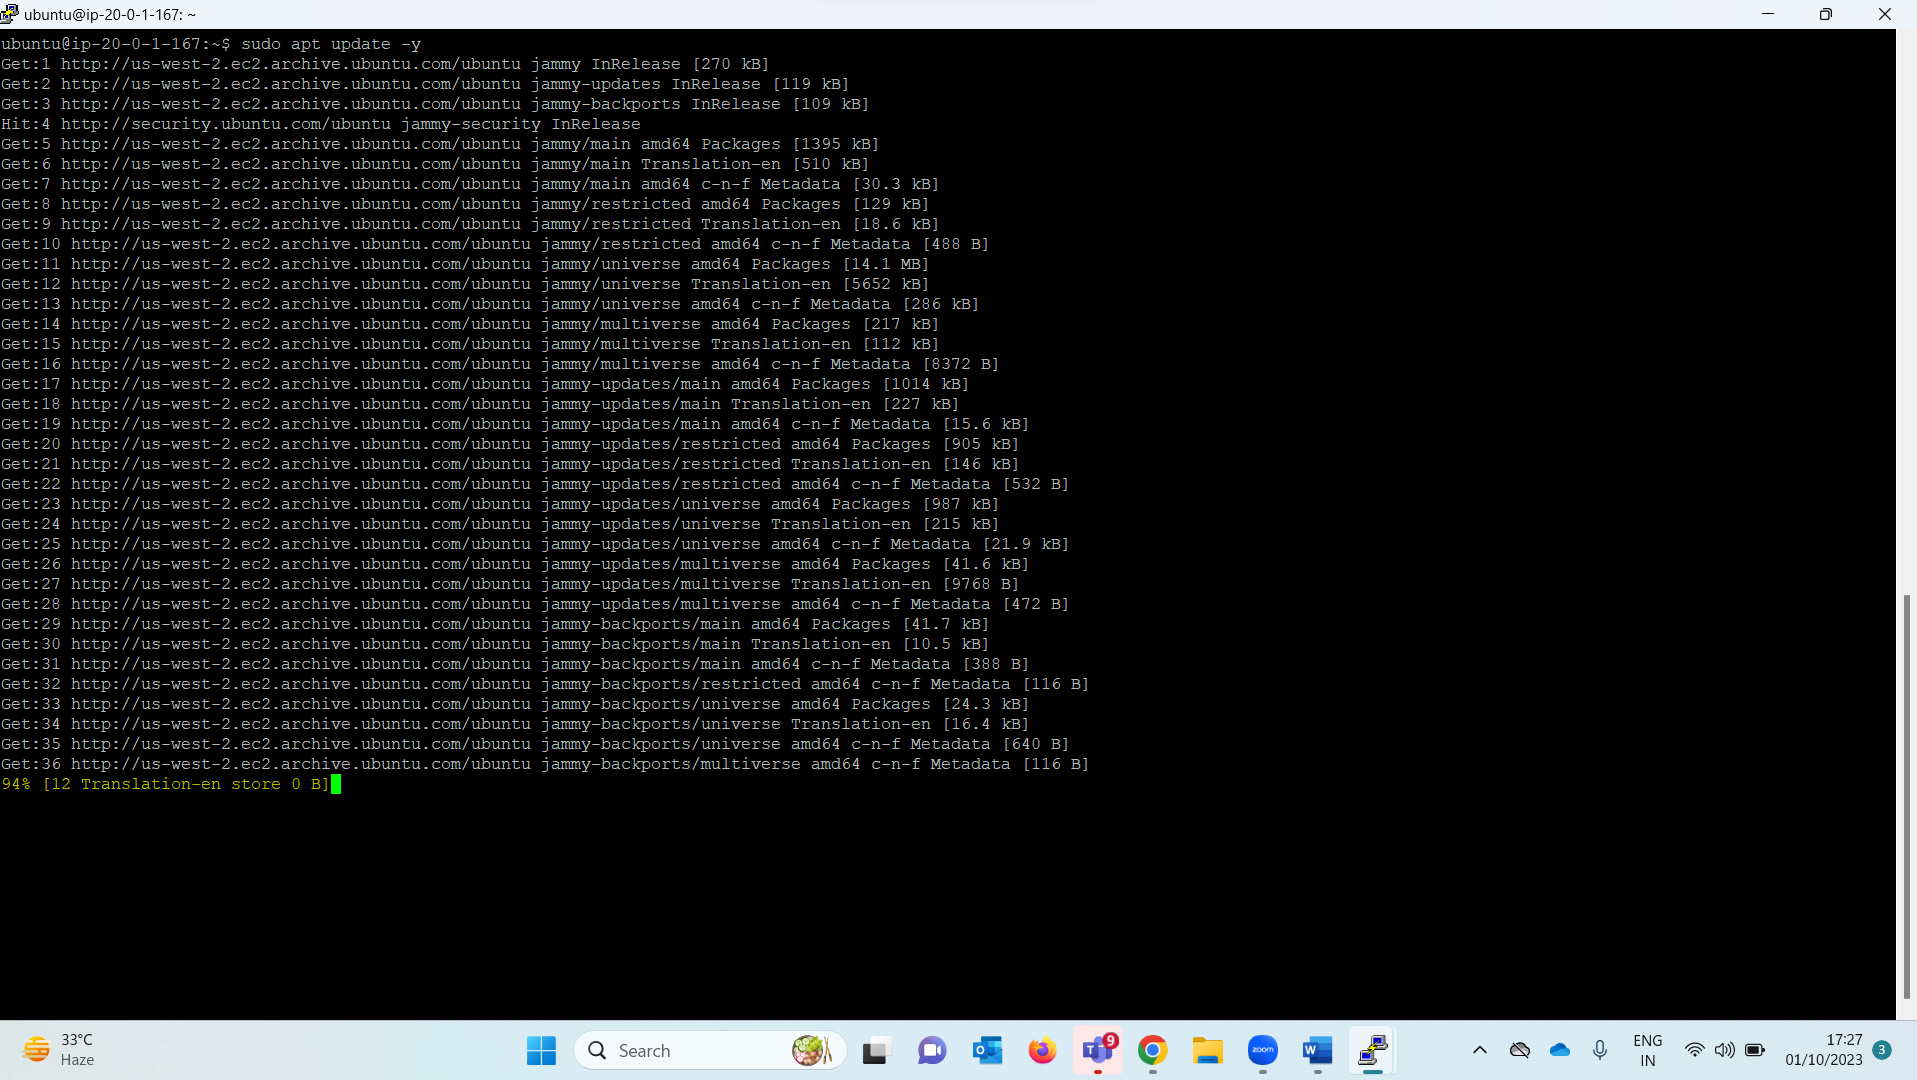 ubuntu@ip-20-0-1-167: ~
ubuntu@ip-20-0-1-167:~$ sudo apt update -y
Get:1 http://us-west-2.ec2.archive.ubuntu.com/ubuntu jammy InRelease [270 kB]
Get:2 http://us-west-2.ec2.archive.ubuntu.com/ubuntu jammy-updates InRelease [119 kB]
Get:3 http://us-west-2.ec2.archive.ubuntu.com/ubuntu jammy-backports InRelease [109 kB]
Hit:4 http://security.ubuntu.com/ubuntu jammy-security InRelease
Get:5 http://us-west-2.ec2.archive.ubuntu.com/ubuntu jammy/main amd64 Packages [1395 kB]
Get:6 http://us-west-2.ec2.archive.ubuntu.com/ubuntu jammy/main Translation-en [510 kB]
Get:7 http://us-west-2.ec2.archive.ubuntu.com/ubuntu jammy/main amd64 c-n-f Metadata [30.3 kB]
Get:8 http://us-west-2.ec2.archive.ubuntu.com/ubuntu jammy/restricted amd64 Packages [129 kB]
Get:9 http://us-west-2.ec2.archive.ubuntu.com/ubuntu jammy/restricted Translation-en [18.6 kB]
Get:10 http://us-west-2.ec2.archive.ubuntu.com/ubuntu jammy/restricted amd64 c-n-f Metadata [488 B]
Get:11 http://us-west-2.ec2.archive.ubuntu.com/ubuntu jammy/universe amd64 Packages [14.1 MB]
Get:12 http://us-west-2.ec2.archive.ubuntu.com/ubuntu jammy/universe Translation-en [5652 kB]
Get:13 http://us-west-2.ec2.archive.ubuntu.com/ubuntu jammy/universe amd64 c-n-f Metadata [286 kB]
Get:14 http://us-west-2.ec2.archive.ubuntu.com/ubuntu jammy/multiverse amd64 Packages [217 kB]
Get:15 http://us-west-2.ec2.archive.ubuntu.com/ubuntu jammy/multiverse Translation-en [112 kB]
Get:16 http://us-west-2.ec2.archive.ubuntu.com/ubuntu jammy/multiverse amd64 c-n-f Metadata [8372 B]
Get:17 http://us-west-2.ec2.archive.ubuntu.com/ubuntu jammy-updates/main amd64 Packages [1014 kB]
Get:18 http://us-west-2.ec2.archive.ubuntu.com/ubuntu jammy-updates/main Translation-en [227 kB]
Get:19 http://us-west-2.ec2.archive.ubuntu.com/ubuntu jammy-updates/main amd64 c-n-f Metadata [15.6 kB]
Get:20 http://us-west-2.ec2.archive.ubuntu.com/ubuntu jammy-updates/restricted amd64 Packages [905 kB]
Get:21 http://us-west-2.ec2.archive.ubuntu.com/ubuntu jammy-updates/restricted Translation-en [146 kB]
Get:22 http://us-west-2.ec2.archive.ubuntu.com/ubuntu jammy-updates/restricted amd64 c-n-f Metadata [532 B]
Get:23 http://us-west-2.ec2.archive.ubuntu.com/ubuntu jammy-updates/universe amd64 Packages [987 kB]
Get:24 http://us-west-2.ec2.archive.ubuntu.com/ubuntu jammy-updates/universe Translation-en [215 kB]
Get:25 http://us-west-2.ec2.archive.ubuntu.com/ubuntu jammy-updates/universe amd64 c-n-f Metadata [21.9 kB]
Get:26 http://us-west-2.ec2.archive.ubuntu.com/ubuntu jammy-updates/multiverse amd64 Packages [41.6 kB]
Get:27 http://us-west-2.ec2.archive.ubuntu.com/ubuntu jammy-updates/multiverse Translation-en [9768 B]
Get:28 http://us-west-2.ec2.archive.ubuntu.com/ubuntu jammy-updates/multiverse amd64 c-n-f Metadata [472 B]
Get:29 http://us-west-2.ec2.archive.ubuntu.com/ubuntu jammy-backports/main amd64 Packages [41.7 kB]
Get:30 http://us-west-2.ec2.archive.ubuntu.com/ubuntu jammy-backports/main Translation-en [10.5 kB]
Get:31 http://us-west-2.ec2.archive.ubuntu.com/ubuntu jammy-backports/main amd64 c-n-f Metadata [388 B]
Get:32 http://us-west-2.ec2.archive.ubuntu.com/ubuntu jammy-backports/restricted amd64 c-n-f Metadata [116 B]
Get:33 http://us-west-2.ec2.archive.ubuntu.com/ubuntu jammy-backports/universe amd64 Packages [24.3 kB]
Get:34 http://us-west-2.ec2.archive.ubuntu.com/ubuntu jammy-backports/universe Translation-en [16.4 kB]
Get:35 http://us-west-2.ec2.archive.ubuntu.com/ubuntu jammy-backports/universe amd64 c-n-f Metadata [640 B]
Get:36 http://us-west-2.ec2.archive.ubuntu.com/ubuntu jammy-backports/multiverse amd64 c-n-f Metadata [116 B]
94% [12 Translation-en store 0 B]
33°C
Haze
Search
9
zoom
ENG
IN
17:27
01/10/2023
3